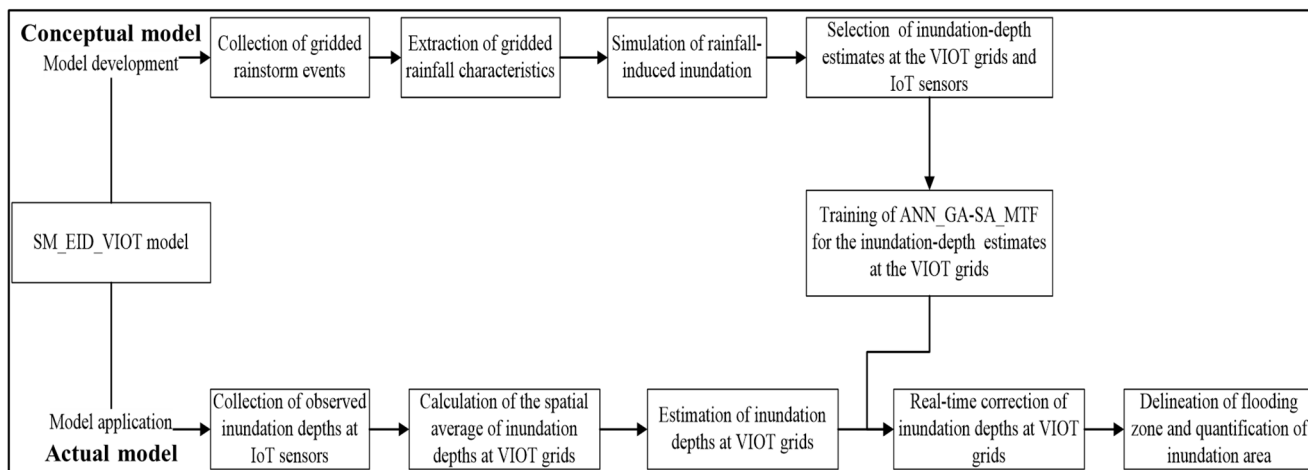 Conceptual model
Model development
Collection of gridded
rainstorm events
Extraction of gridded
rainfall characteristics
Simulation of rainfall-
induced inundation
Selection of inundation-depth
estimates at the VIOT grids and
IoT sensors
Training of ANN_GA-SA_MTF
for the inundation-depth estimates
at the VIOT grids
SM_EID_VIOT model
Model application
Actual model
Collection of observed
inundation depths at
IoT sensors
Calculation of the spatial
average of inundation
depths at VIOT grids
Estimation of inundation
depths at VIOT grids
Real-time correction of
inundation depths at VIOT
grids
Delineation of flooding
zone and quantification of
inundation area